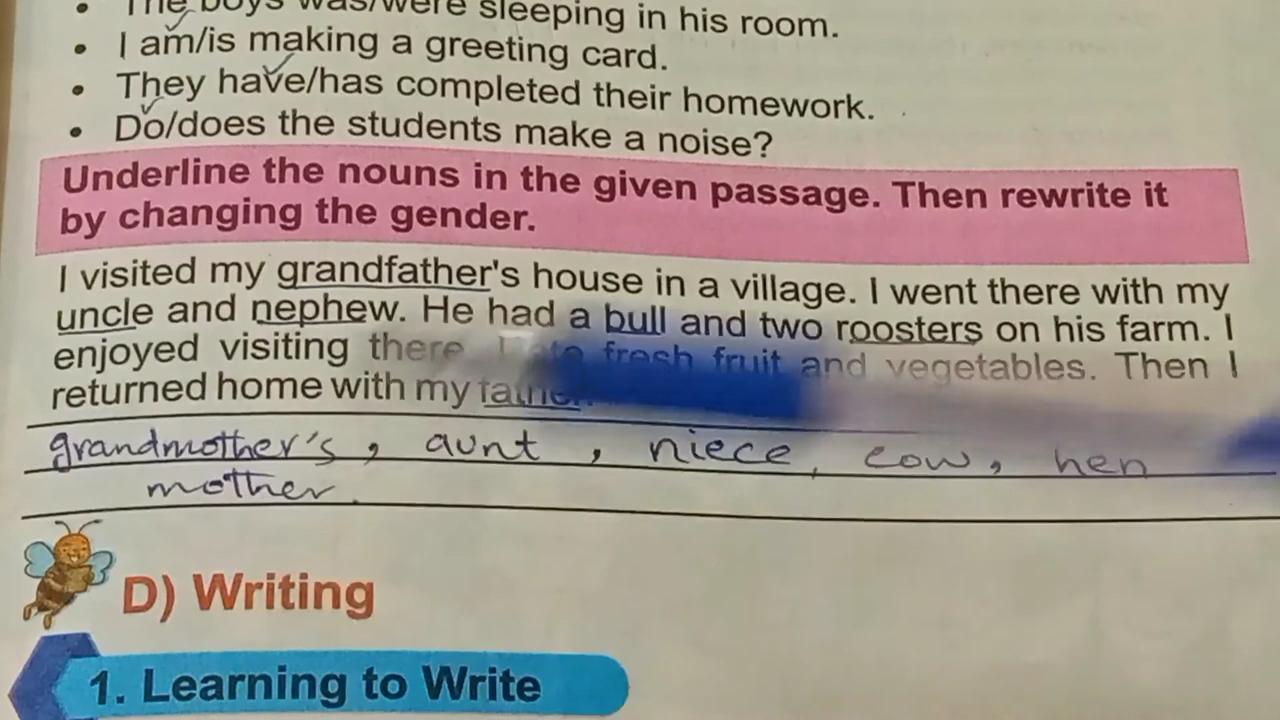 The boys was/were sleeping in his room.
• I am/is making a greeting card.
• They have/has completed their homework.
• Do/does the students make a noise?
Underline the nouns in the given passage. Then rewrite it
by changing the gender.
I visited my grandfather's house in a village. I went there with my
uncle and nephew. He had a bull and two roosters on his farm. I
enjoyed visiting there. I ate fresh fruit and vegetables. Then I
returned home with my father.
grandmother's, aunt, niece, cow, hen
mother.
D) Writing
1. Learning to Write